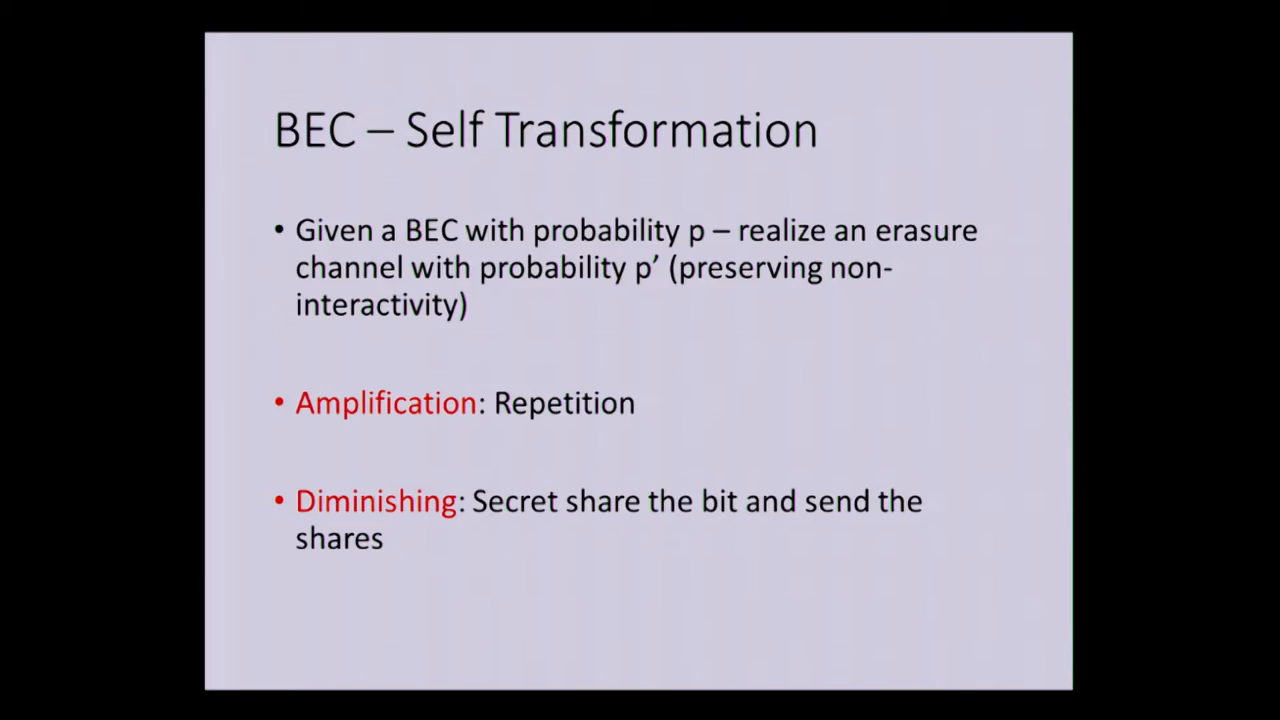 BEC – Self Transformation
• Given a BEC with probability p – realize an erasure
channel with probability p’ (preserving non-
interactivity)
• Amplification: Repetition
• Diminishing: Secret share the bit and send the
shares